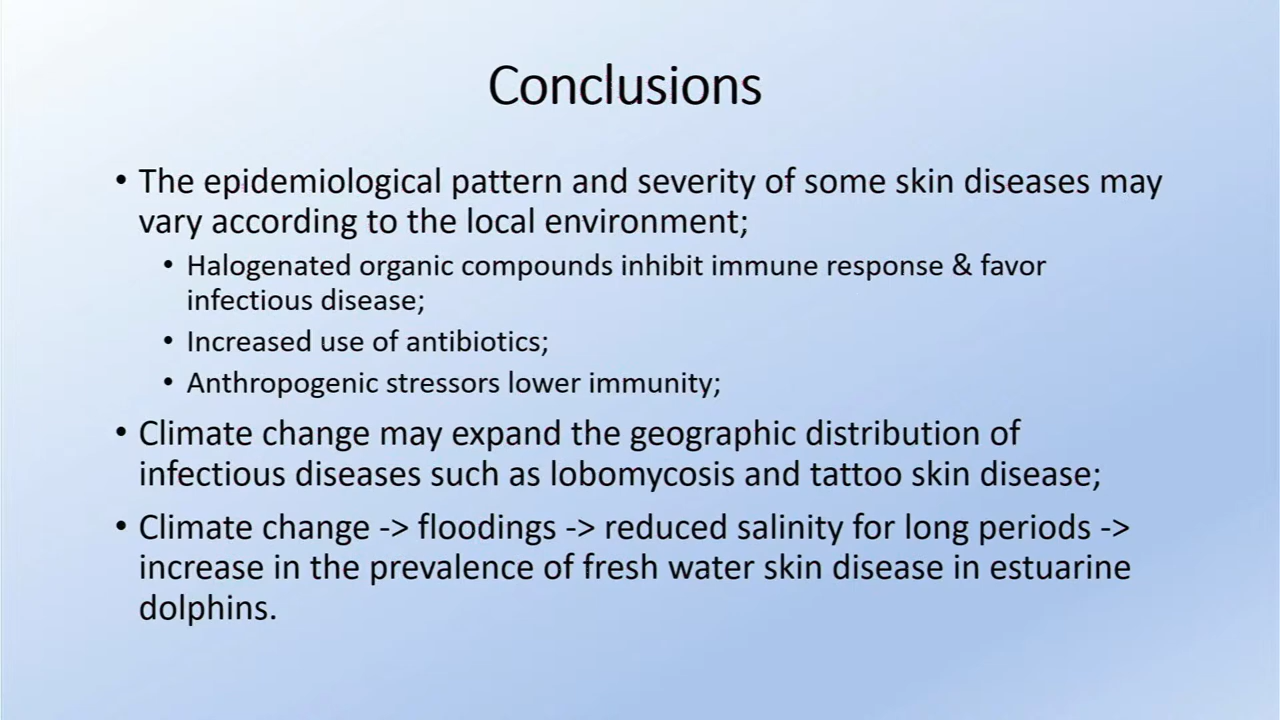 Conclusions
• The epidemiological pattern and severity of some skin diseases may
vary according to the local environment;
• Halogenated organic compounds inhibit immune response & favor
infectious disease;
• Increased use of antibiotics;
• Anthropogenic stressors lower immunity;
• Climate change may expand the geographic distribution of
infectious diseases such as lobomycosis and tattoo skin disease;
• Climate change -> floodings -> reduced salinity for long periods ->
increase in the prevalence of fresh water skin disease in estuarine
dolphins.